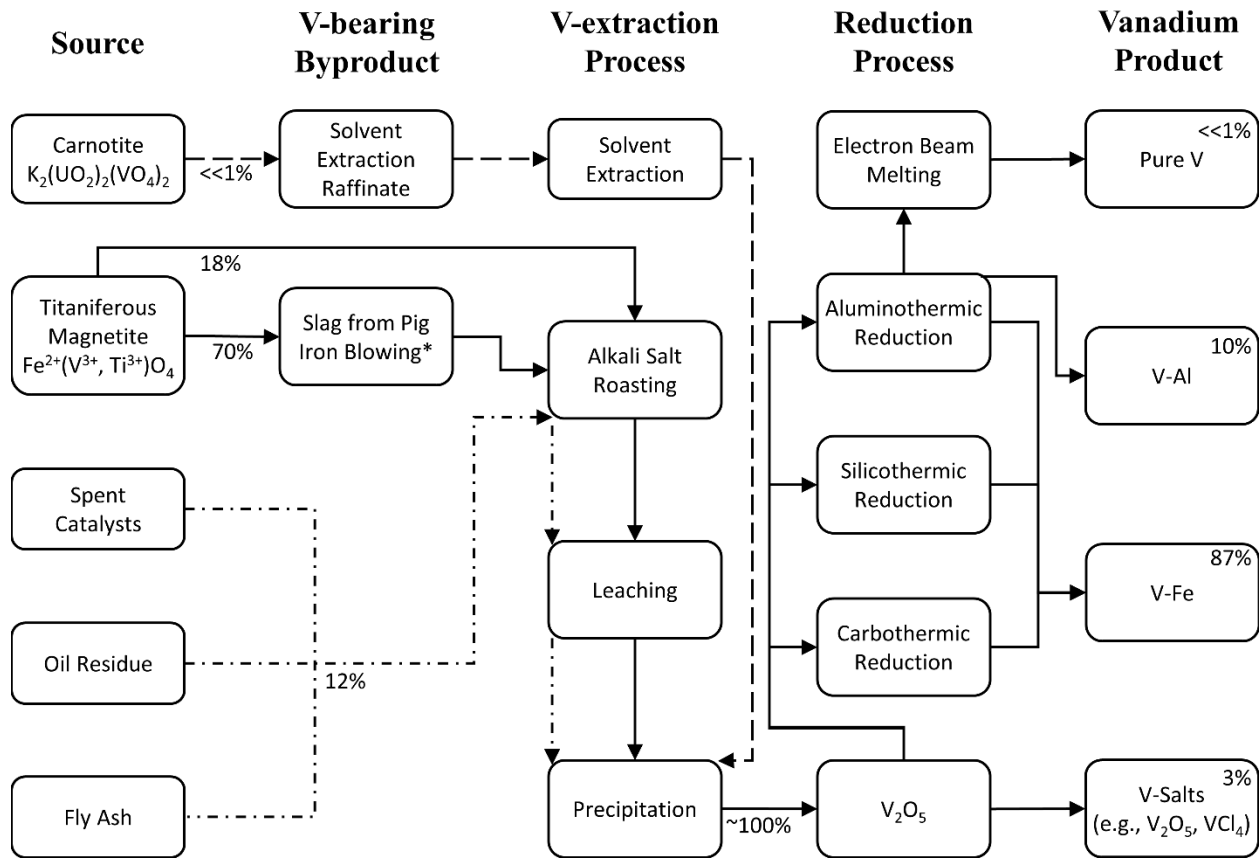 Source
V-bearing
Byproduct
V-extraction
Process
Reduction
Process
Vanadium
Product
Carnotite
K₂(UO₂)₂(VO₄)₂
<<1%
Solvent
Extraction
Raffinate
Solvent
Extraction
Electron Beam
Melting
<<1%
Pure V
18%
Titaniferous
Magnetite
Fe²⁺(V³⁺, Ti³⁺)O₄
70%
Slag from Pig
Iron Blowing*
Alkali Salt
Roasting
Aluminothermic
Reduction
10%
V-Al
Spent
Catalysts
Silicothermic
Reduction
Leaching
87%
V-Fe
Oil Residue
12%
Carbothermic
Reduction
Fly Ash
Precipitation
~100%
V₂O₅
3%
V-Salts
(e.g., V₂O₅, VCl₄)